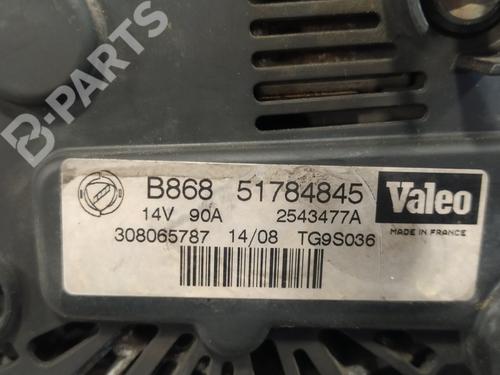 B-PARTS
B868 51784845
14V 90A 2543477A
308065787 14/08 TG9S036
Valeo
MADE IN FRANCE